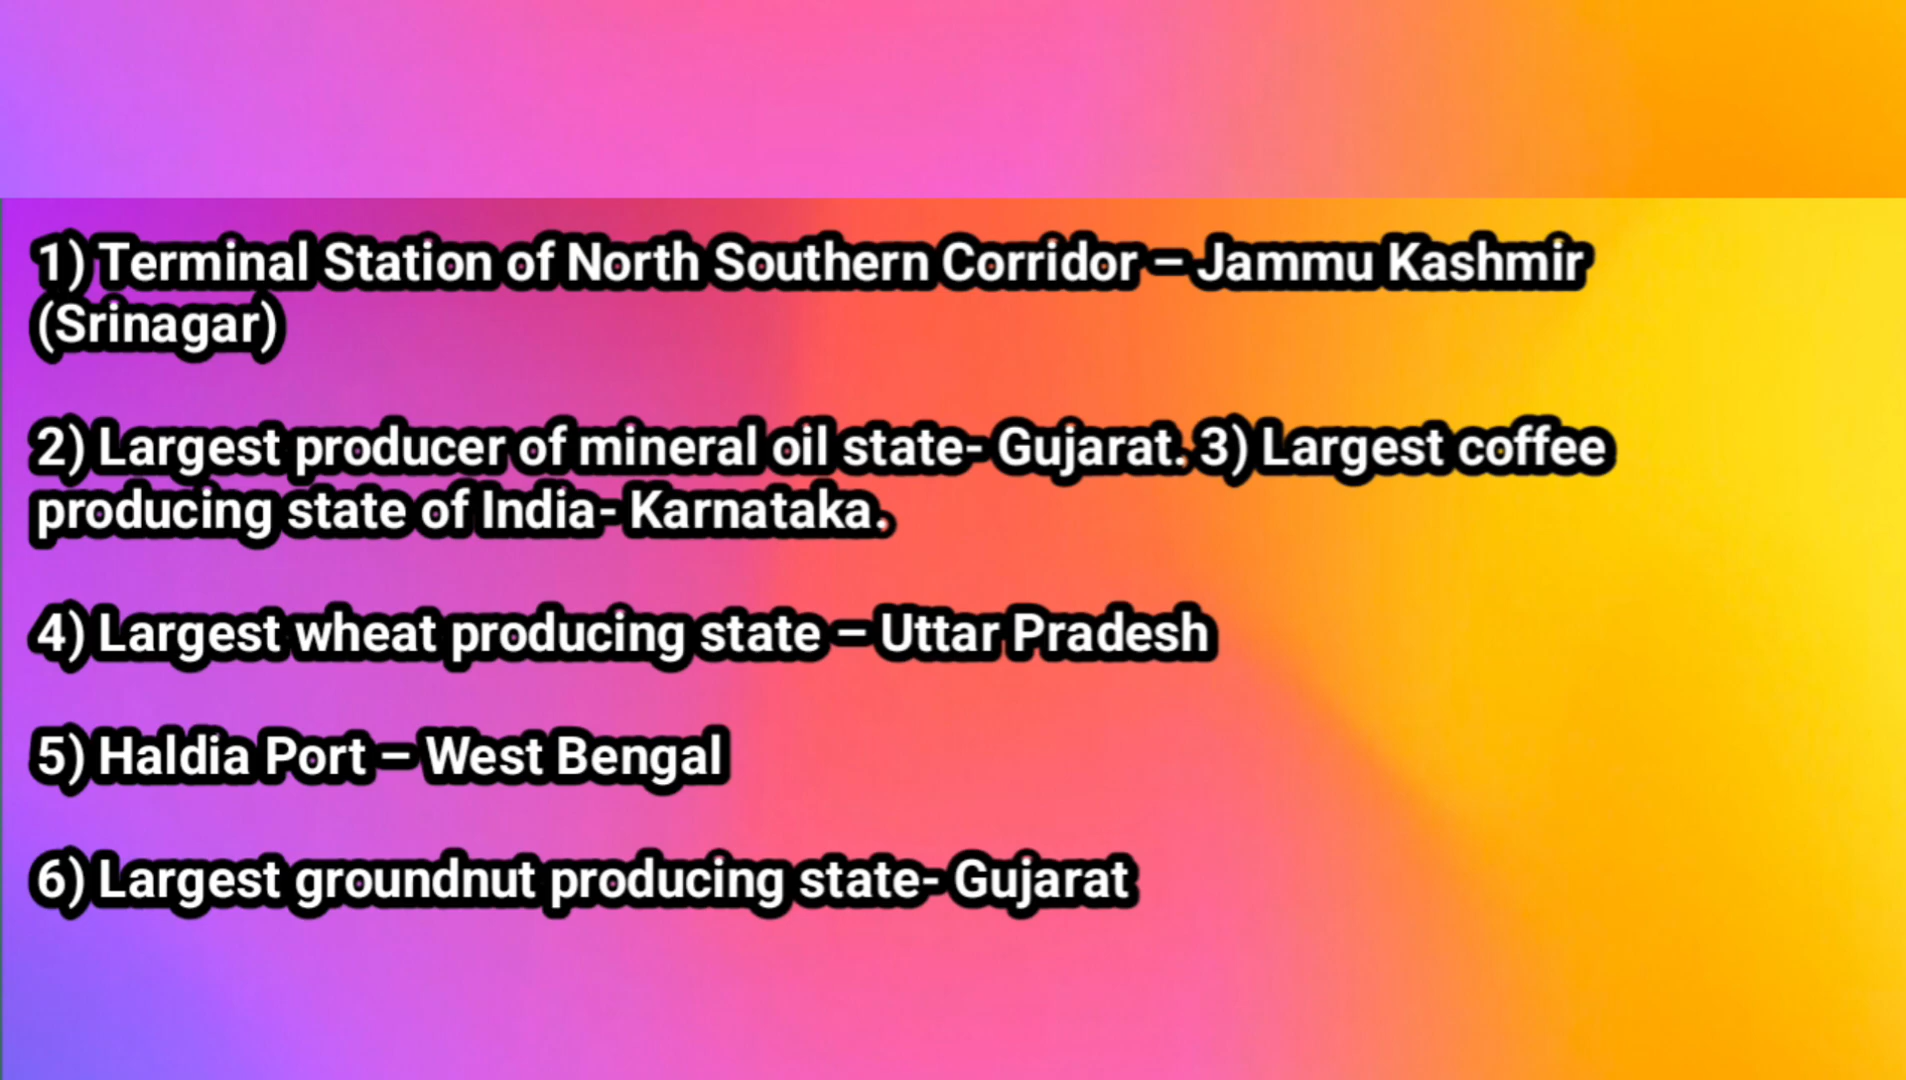 1) Terminal Station of North Southern Corridor – Jammu Kashmir
(Srinagar)
2) Largest producer of mineral oil state- Gujarat. 3) Largest coffee
producing state of India- Karnataka.
4) Largest wheat producing state – Uttar Pradesh
5) Haldia Port – West Bengal
6) Largest groundnut producing state- Gujarat